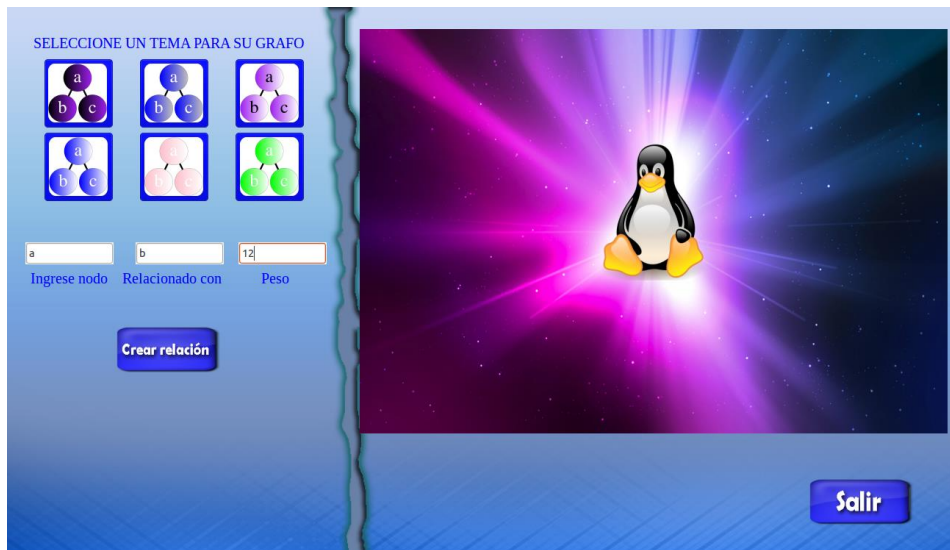 SELECCIONE UN TEMA PARA SU GRAFO
a a a
b c b c b c
a a a
b c b c b c
a b 12
Ingrese nodo Relacionado con Peso
Crear relación
Salir